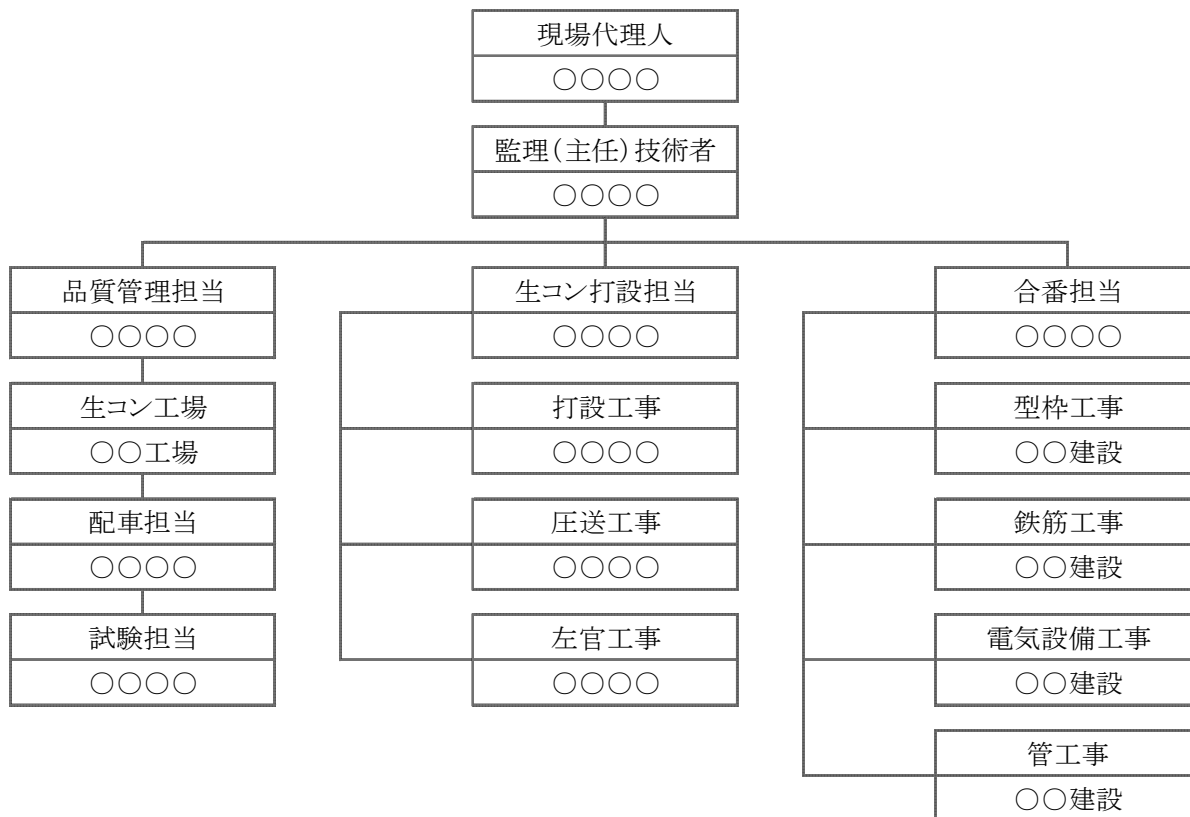 現場代理人
○○○○
監理（主任）技術者
○○○○
品質管理担当
○○○○
生コン工場
○○工場
配車担当
○○○○
試験担当
○○○○
生コン打設担当
○○○○
打設工事
○○○○
圧送工事
○○○○
左官工事
○○○○
合番担当
○○○○
型枠工事
○○建設
鉄筋工事
○○建設
電気設備工事
○○建設
管工事
○○建設